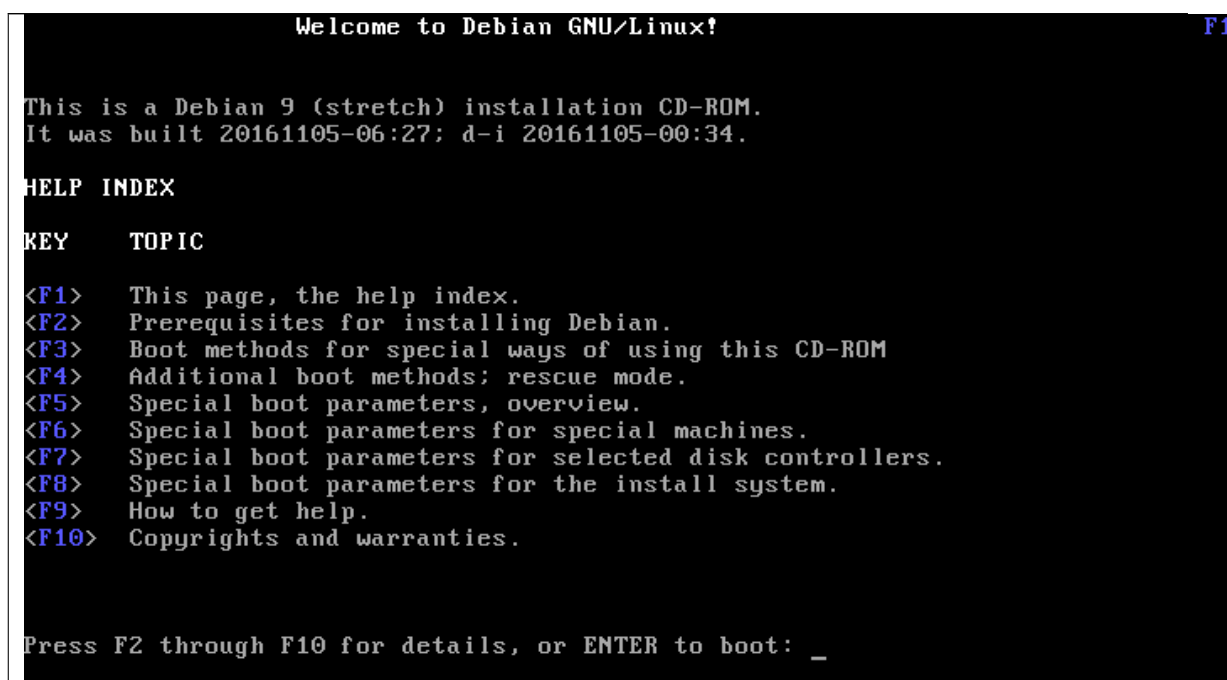 Welcome to Debian GNU/Linux! F1
This is a Debian 9 (stretch) installation CD-ROM.
It was built 20161105-06:27; d-i 20161105-00:34.
HELP INDEX
KEY TOPIC
<F1> This page, the help index.
<F2> Prerequisites for installing Debian.
<F3> Boot methods for special ways of using this CD-ROM
<F4> Additional boot methods; rescue mode.
<F5> Special boot parameters, overview.
<F6> Special boot parameters for special machines.
<F7> Special boot parameters for selected disk controllers.
<F8> Special boot parameters for the install system.
<F9> How to get help.
<F10> Copyrights and warranties.
Press F2 through F10 for details, or ENTER to boot: _